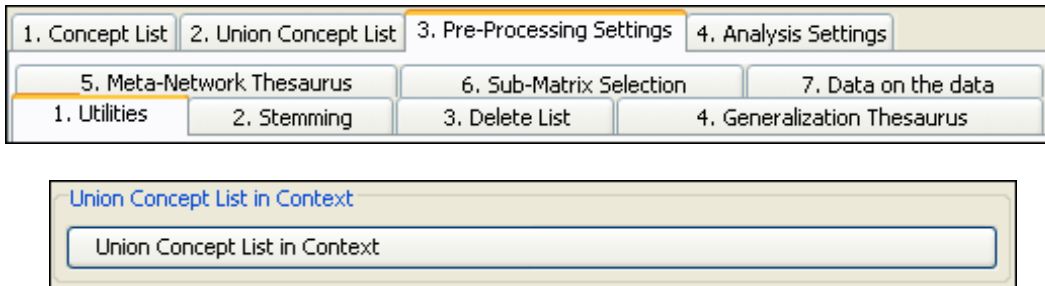 1. Concept List 2. Union Concept List 3. Pre-Processing Settings 4. Analysis Settings
5. Meta-Network Thesaurus 6. Sub-Matrix Selection 7. Data on the data
1. Utilities 2. Stemming 3. Delete List 4. Generalization Thesaurus
Union Concept List in Context
Union Concept List in Context